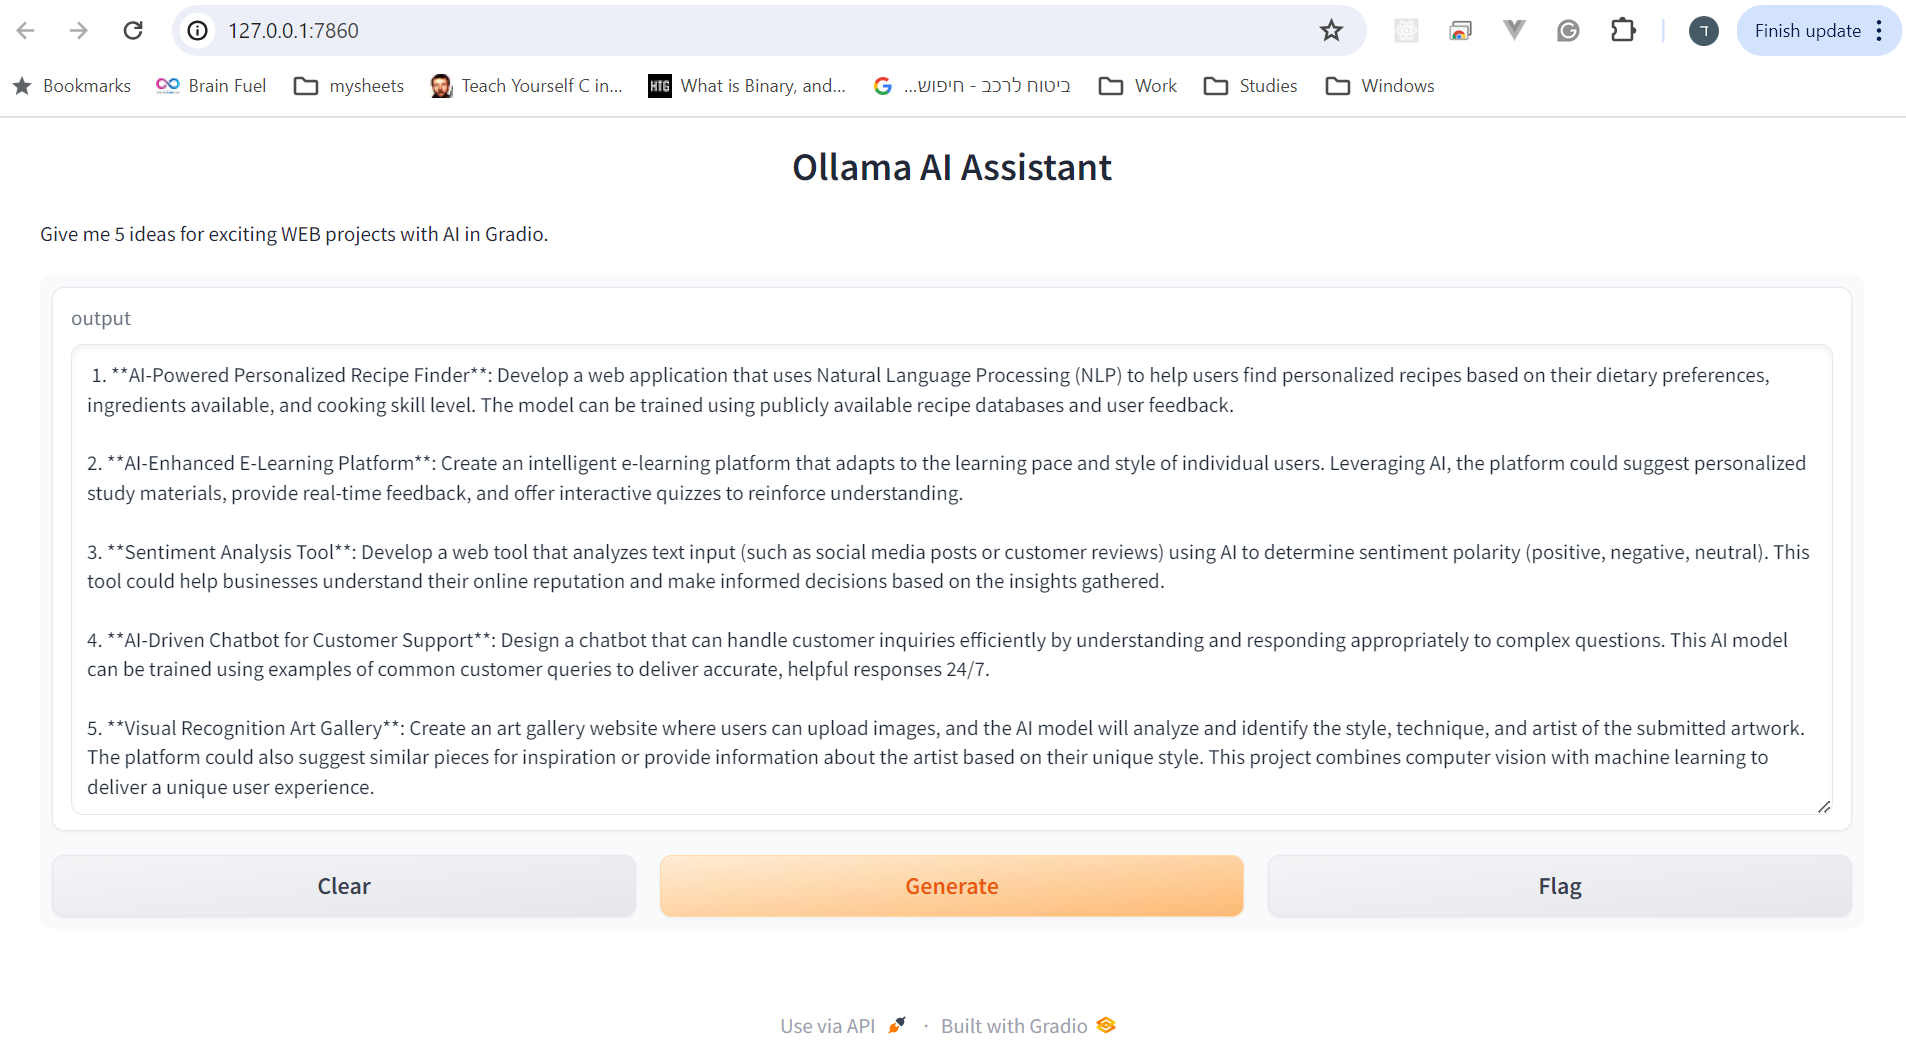 127.0.0.1:7860
Finish update
Bookmarks
Brain Fuel
mysheets
Teach Yourself C in...
HTG
What is Binary, and...
ביטוח לרכב - חיפוש...
Work
Studies
Windows
Ollama AI Assistant
Give me 5 ideas for exciting WEB projects with AI in Gradio.
output
1. **AI-Powered Personalized Recipe Finder**: Develop a web application that uses Natural Language Processing (NLP) to help users find personalized recipes based on their dietary preferences,
ingredients available, and cooking skill level. The model can be trained using publicly available recipe databases and user feedback.
2. **AI-Enhanced E-Learning Platform**: Create an intelligent e-learning platform that adapts to the learning pace and style of individual users. Leveraging AI, the platform could suggest personalized
study materials, provide real-time feedback, and offer interactive quizzes to reinforce understanding.
3. **Sentiment Analysis Tool**: Develop a web tool that analyzes text input (such as social media posts or customer reviews) using AI to determine sentiment polarity (positive, negative, neutral). This
tool could help businesses understand their online reputation and make informed decisions based on the insights gathered.
4. **AI-Driven Chatbot for Customer Support**: Design a chatbot that can handle customer inquiries efficiently by understanding and responding appropriately to complex questions. This AI model
can be trained using examples of common customer queries to deliver accurate, helpful responses 24/7.
5. **Visual Recognition Art Gallery**: Create an art gallery website where users can upload images, and the AI model will analyze and identify the style, technique, and artist of the submitted artwork.
The platform could also suggest similar pieces for inspiration or provide information about the artist based on their unique style. This project combines computer vision with machine learning to
deliver a unique user experience.
Clear
Generate
Flag
Use via API · Built with Gradio